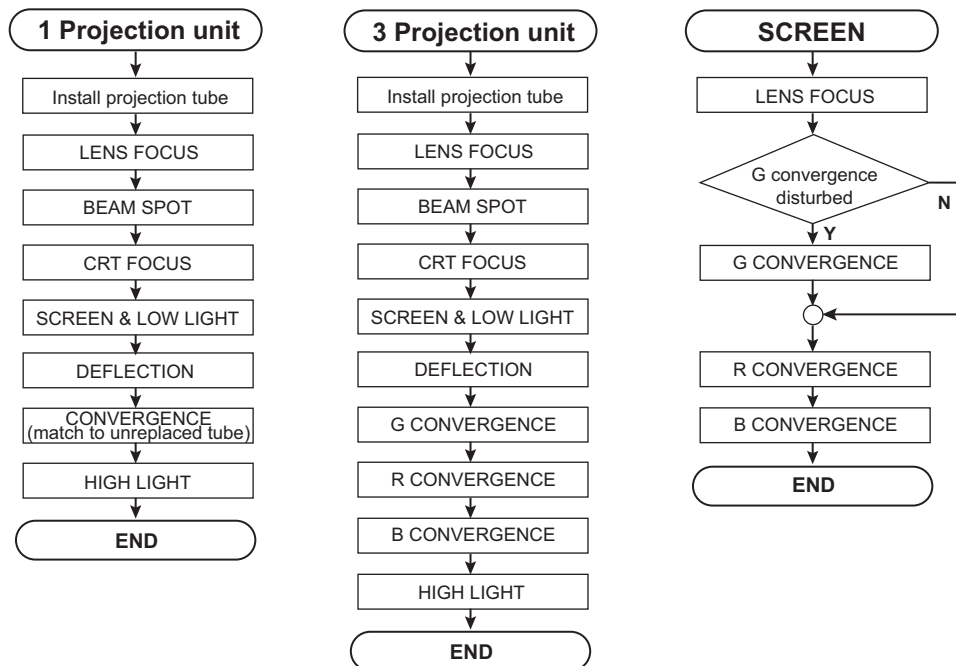 1 Projection unit
Install projection tube
LENS FOCUS
BEAM SPOT
CRT FOCUS
SCREEN & LOW LIGHT
DEFLECTION
CONVERGENCE
(match to unreplaced tube)
HIGH LIGHT
END
3 Projection unit
Install projection tube
LENS FOCUS
BEAM SPOT
CRT FOCUS
SCREEN & LOW LIGHT
DEFLECTION
G CONVERGENCE
R CONVERGENCE
B CONVERGENCE
HIGH LIGHT
END
SCREEN
LENS FOCUS
G convergence
disturbed
N
Y
G CONVERGENCE
R CONVERGENCE
B CONVERGENCE
END